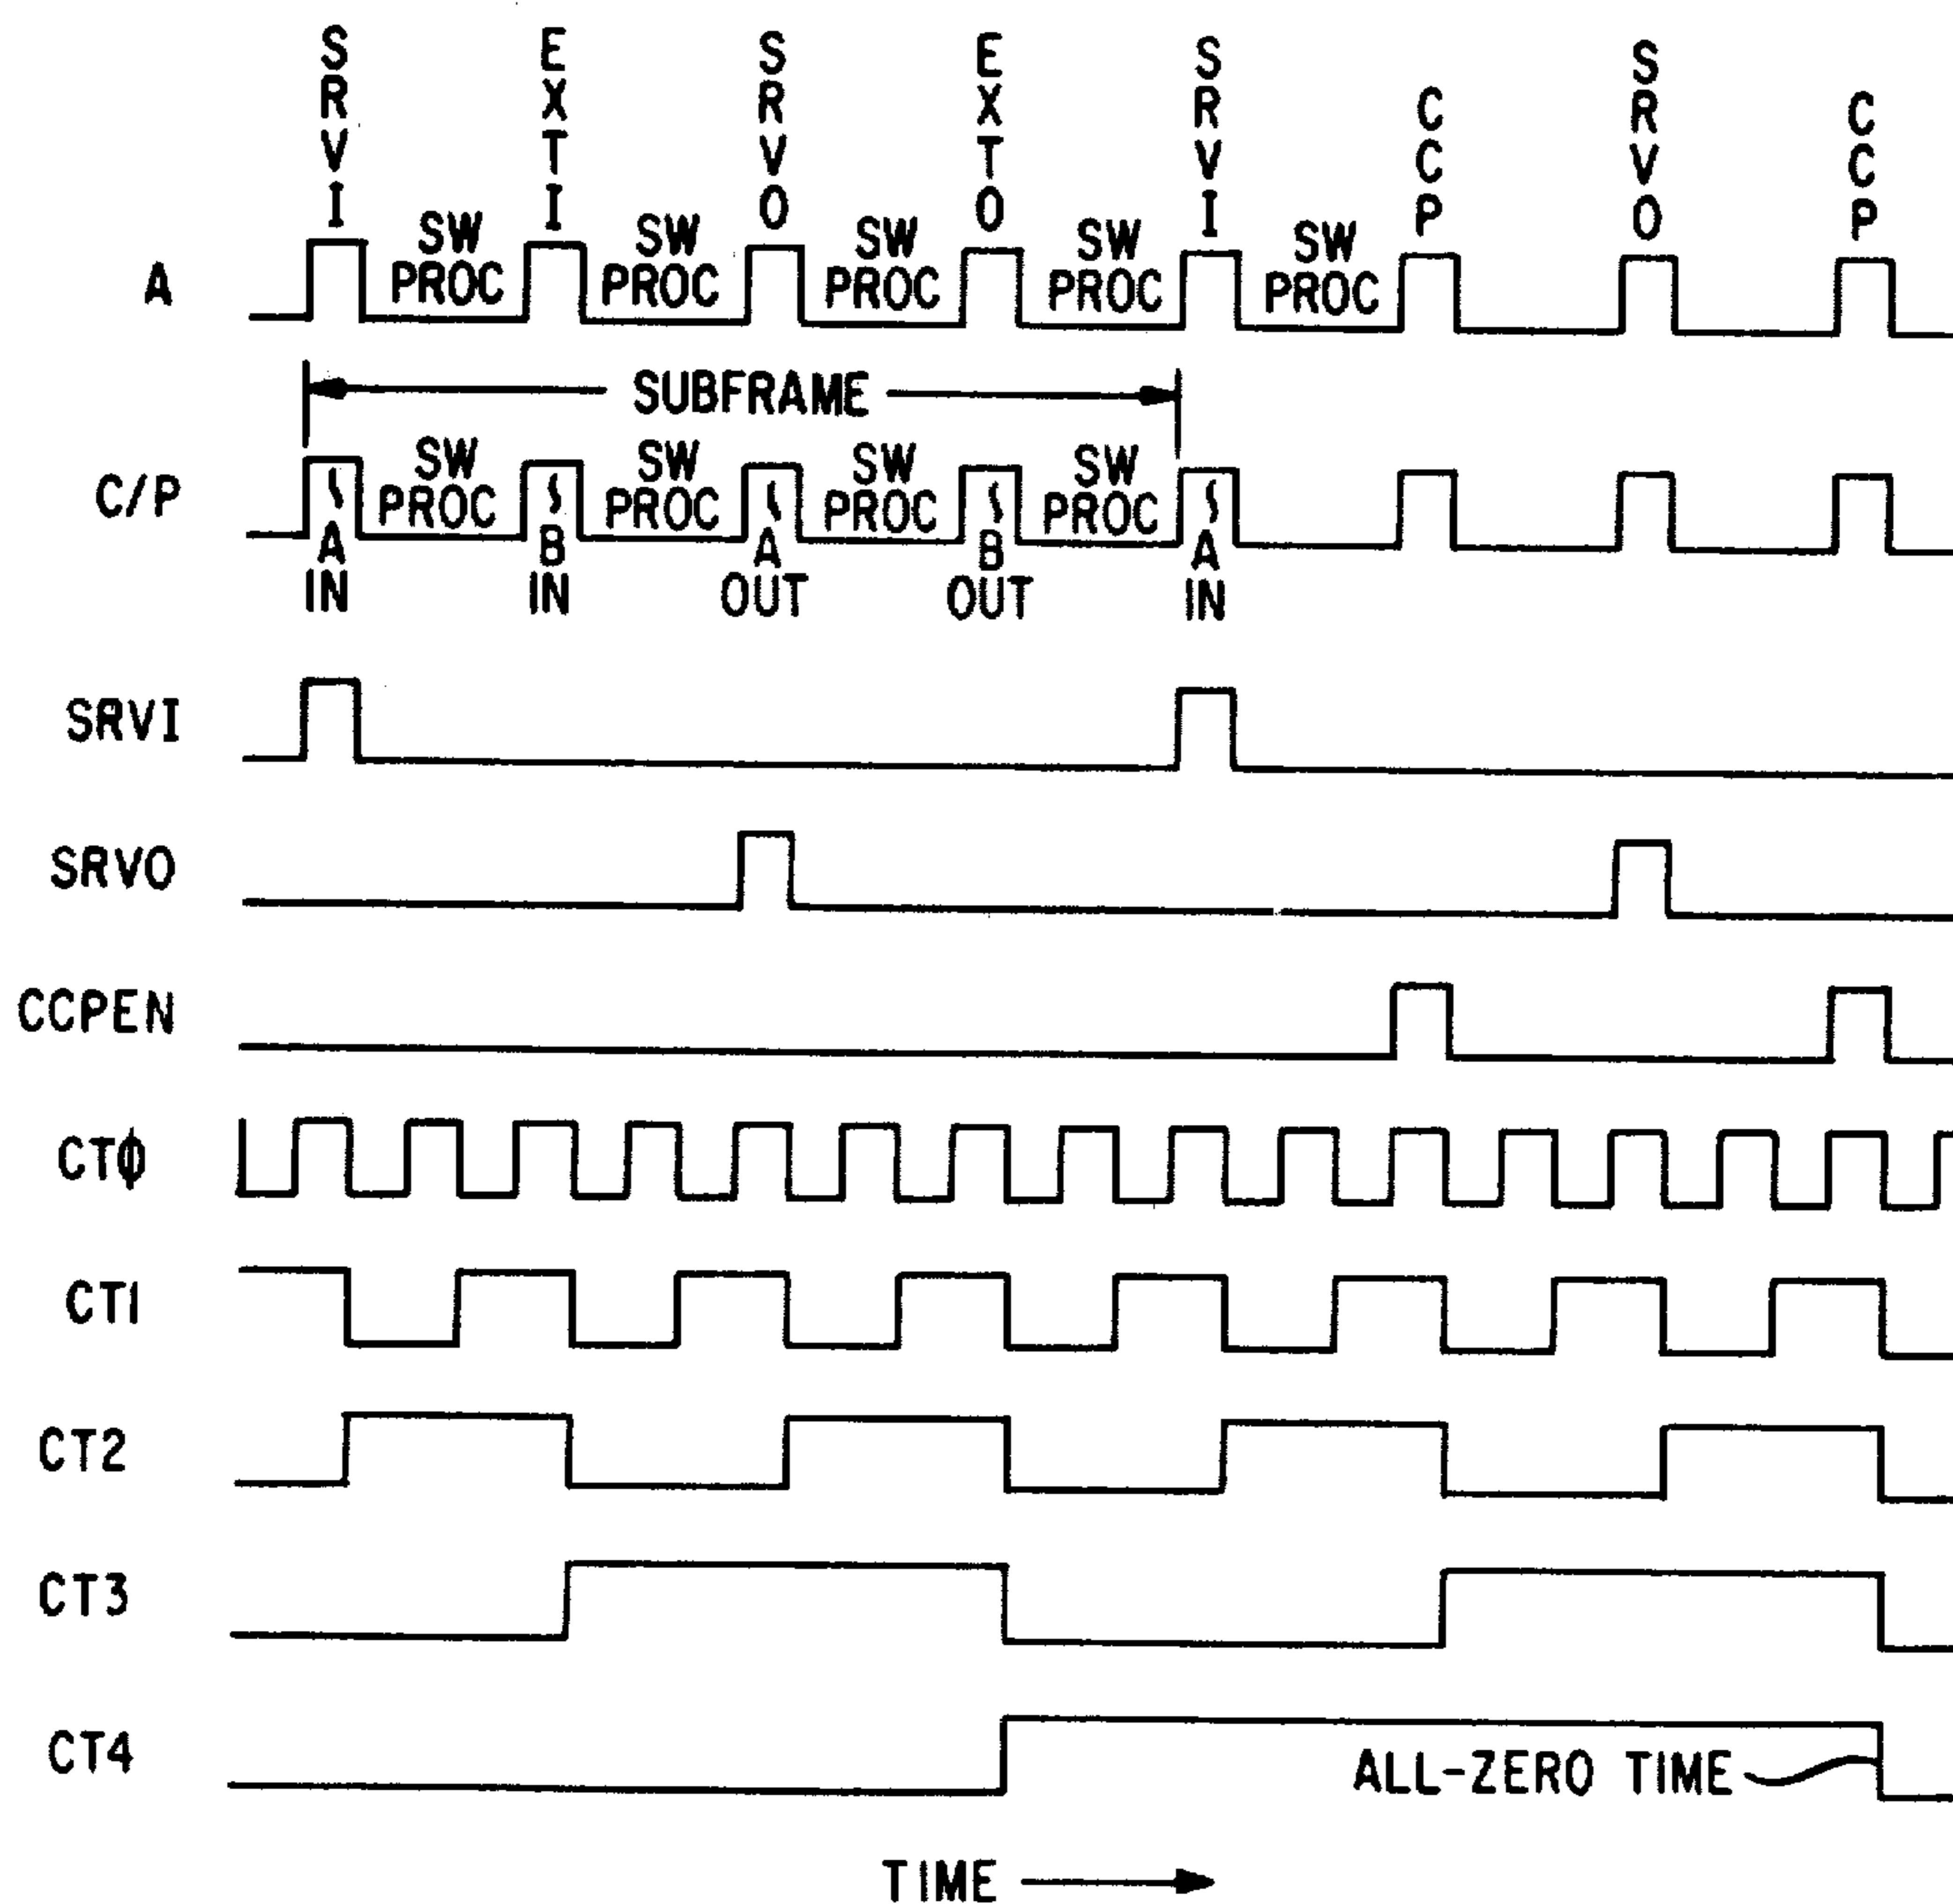 SRVI EXTI SRVO EXTO SRVI CCP SRVO CCP
A SW PROC SW PROC SW PROC SW PROC SW PROC
SUBFRAME
C/P SW PROC SW PROC SW PROC SW PROC
A IN B IN A OUT B OUT A IN
SRVI
SRVO
CCPEN
CTϕ
CT1
CT2
CT3
CT4
ALL-ZERO TIME
TIME